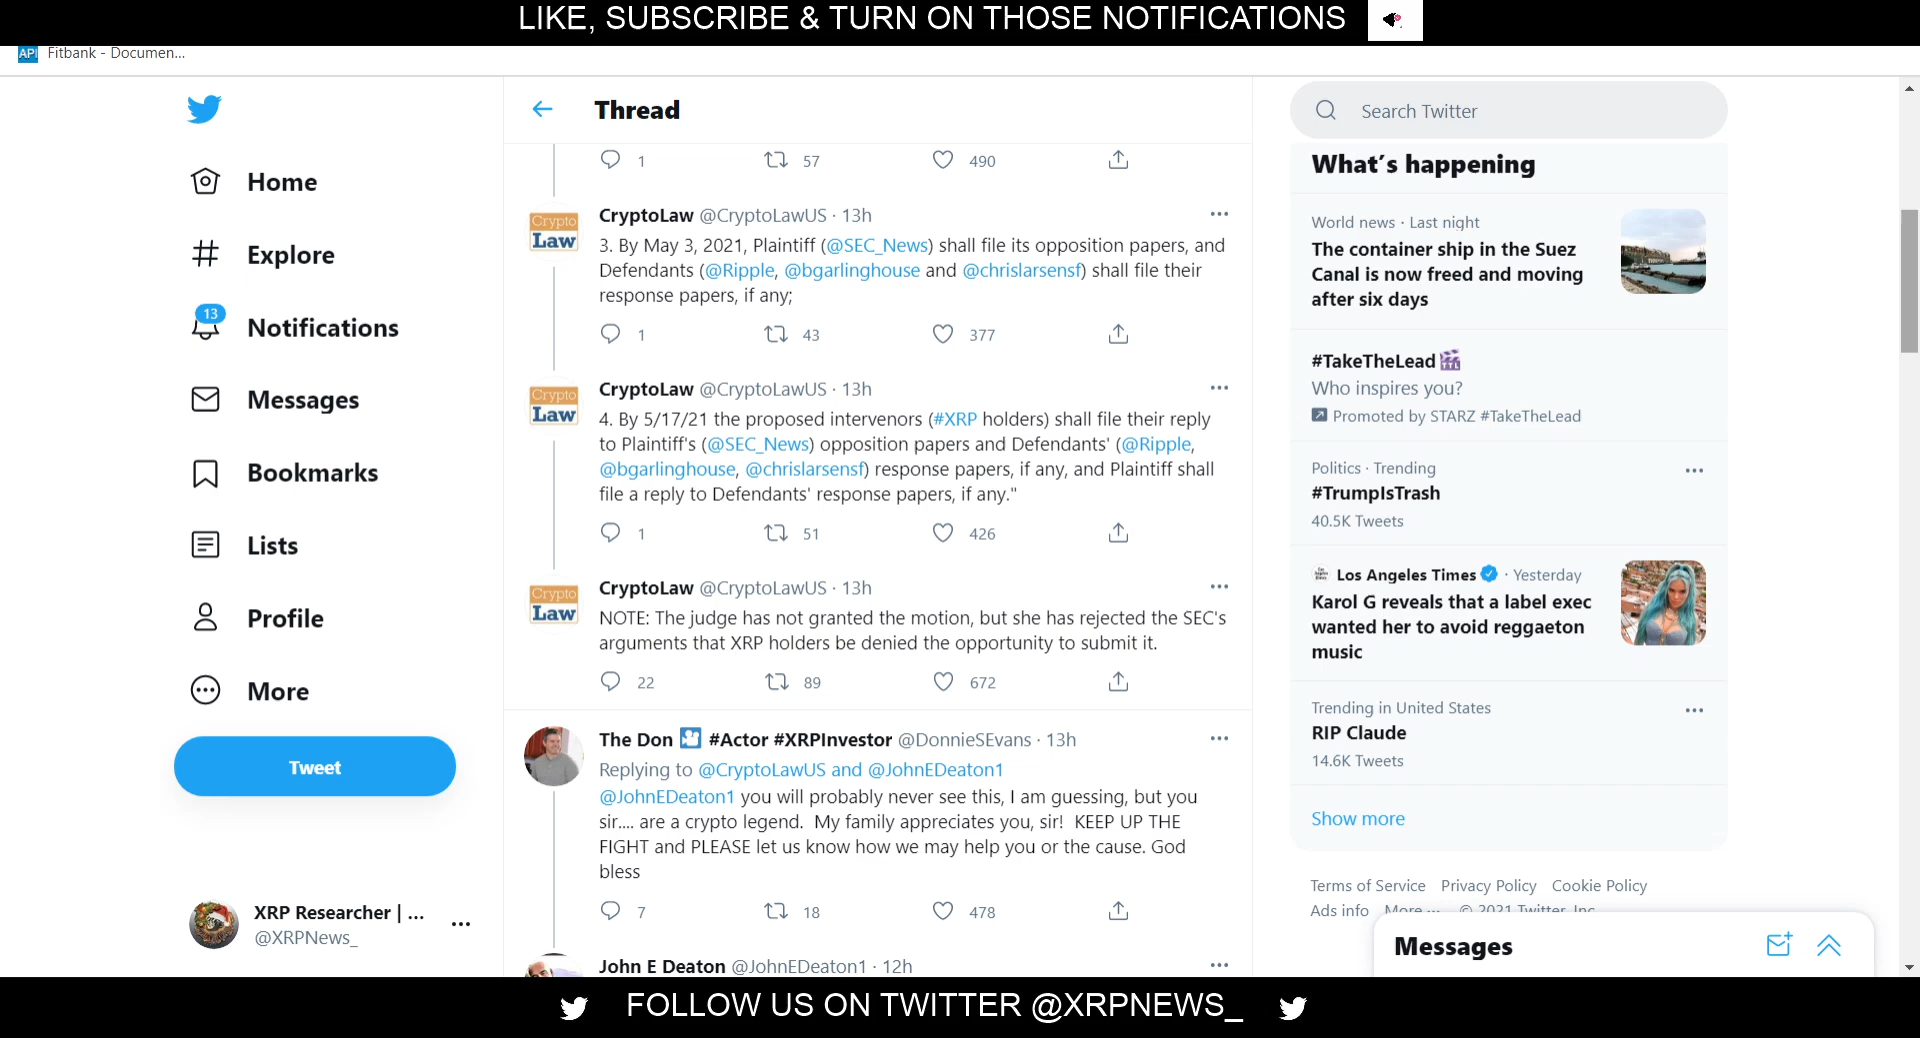 LIKE, SUBSCRIBE & TURN ON THOSE NOTIFICATIONS
API Fitbank - Documen...
Home
Explore
13
Notifications
Messages
Bookmarks
Lists
Profile
More
Tweet
XRP Researcher | ...
@XRPNews_
Thread
1 57 490
Crypto Law
CryptoLaw @CryptoLawUS · 13h
3. By May 3, 2021, Plaintiff (@SEC_News) shall file its opposition papers, and
Defendants (@Ripple, @bgarlinghouse and @chrislarsensf) shall file their
response papers, if any;
1 43 377
Crypto Law
CryptoLaw @CryptoLawUS · 13h
4. By 5/17/21 the proposed intervenors (#XRP holders) shall file their reply
to Plaintiff's (@SEC_News) opposition papers and Defendants' (@Ripple,
@bgarlinghouse, @chrislarsensf) response papers, if any, and Plaintiff shall
file a reply to Defendants' response papers, if any."
1 51 426
Crypto Law
CryptoLaw @CryptoLawUS · 13h
NOTE: The judge has not granted the motion, but she has rejected the SEC's
arguments that XRP holders be denied the opportunity to submit it.
22 89 672
The Don #Actor #XRPInvestor @DonnieSEvans · 13h
Replying to @CryptoLawUS and @JohnEDeaton1
@JohnEDeaton1 you will probably never see this, I am guessing, but you
sir.... are a crypto legend. My family appreciates you, sir! KEEP UP THE
FIGHT and PLEASE let us know how we may help you or the cause. God
bless
7 18 478
John E Deaton @JohnEDeaton1 · 12h
Search Twitter
What's happening
World news · Last night
The container ship in the Suez
Canal is now freed and moving
after six days
#TakeTheLead
Who inspires you?
Promoted by STARZ #TakeTheLead
Politics · Trending
#TrumpIsTrash
40.5K Tweets
Los Angeles Times · Yesterday
Karol G reveals that a label exec
wanted her to avoid reggaeton
music
Trending in United States
RIP Claude
14.6K Tweets
Show more
Terms of Service Privacy Policy Cookie Policy
Ads info More ... © 2021 Twitter, Inc.
Messages
FOLLOW US ON TWITTER @XRPNEWS_